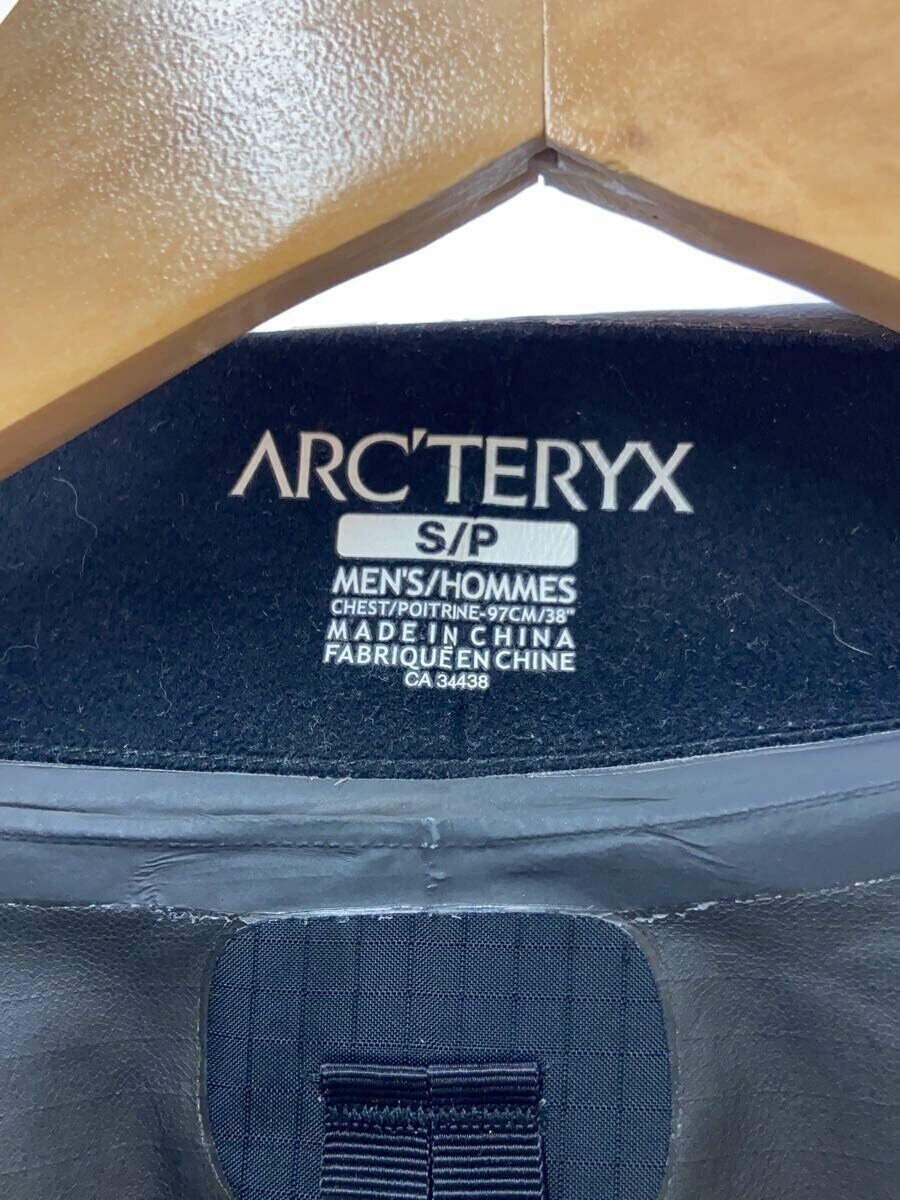 ARC'TERYX
S/P
MEN'S/HOMMES
CHEST/POITRINE-97CM/38"
MADE IN CHINA
FABRIQUÉ EN CHINE
CA 34438